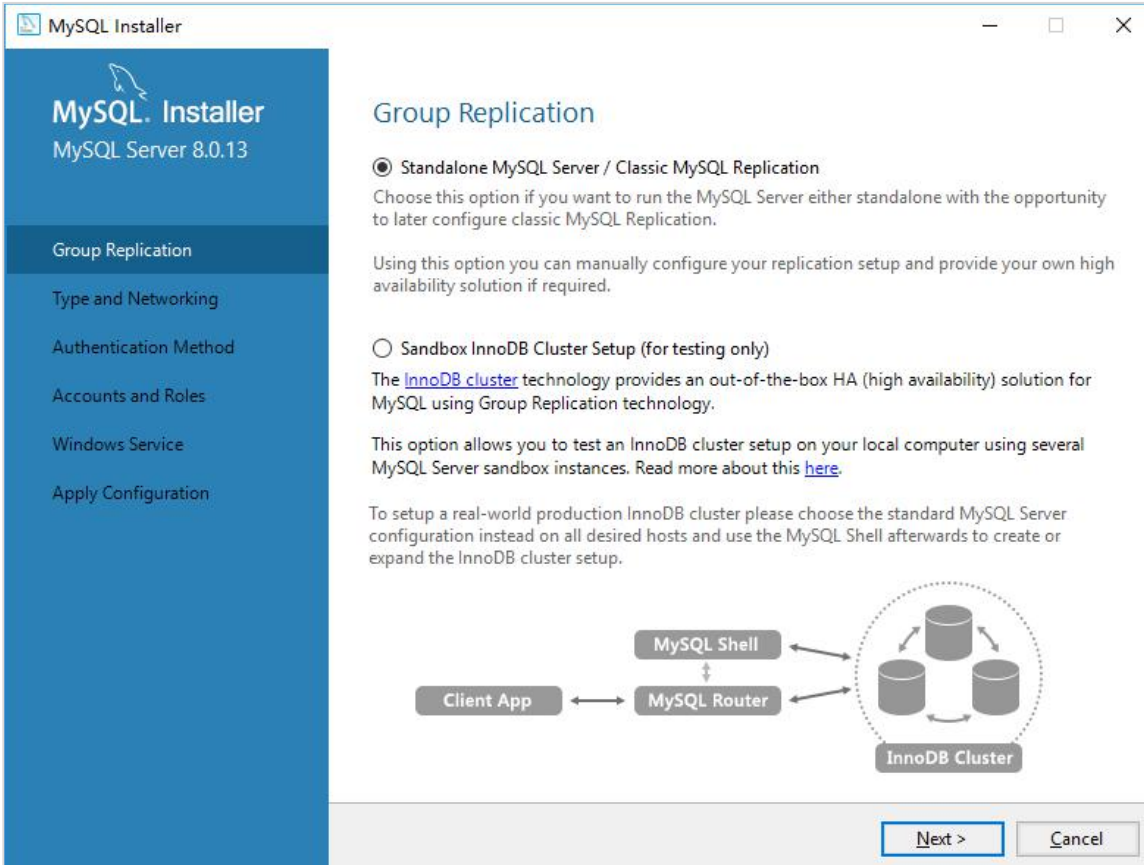 MySQL Installer
MySQL. Installer
MySQL Server 8.0.13
Group Replication
Type and Networking
Authentication Method
Accounts and Roles
Windows Service
Apply Configuration
Group Replication
Standalone MySQL Server / Classic MySQL Replication
Choose this option if you want to run the MySQL Server either standalone with the opportunity
to later configure classic MySQL Replication.
Using this option you can manually configure your replication setup and provide your own high
availability solution if required.
Sandbox InnoDB Cluster Setup (for testing only)
The InnoDB cluster technology provides an out-of-the-box HA (high availability) solution for
MySQL using Group Replication technology.
This option allows you to test an InnoDB cluster setup on your local computer using several
MySQL Server sandbox instances. Read more about this here.
To setup a real-world production InnoDB cluster please choose the standard MySQL Server
configuration instead on all desired hosts and use the MySQL Shell afterwards to create or
expand the InnoDB cluster setup.
MySQL Shell
Client App
MySQL Router
InnoDB Cluster
Next >
Cancel